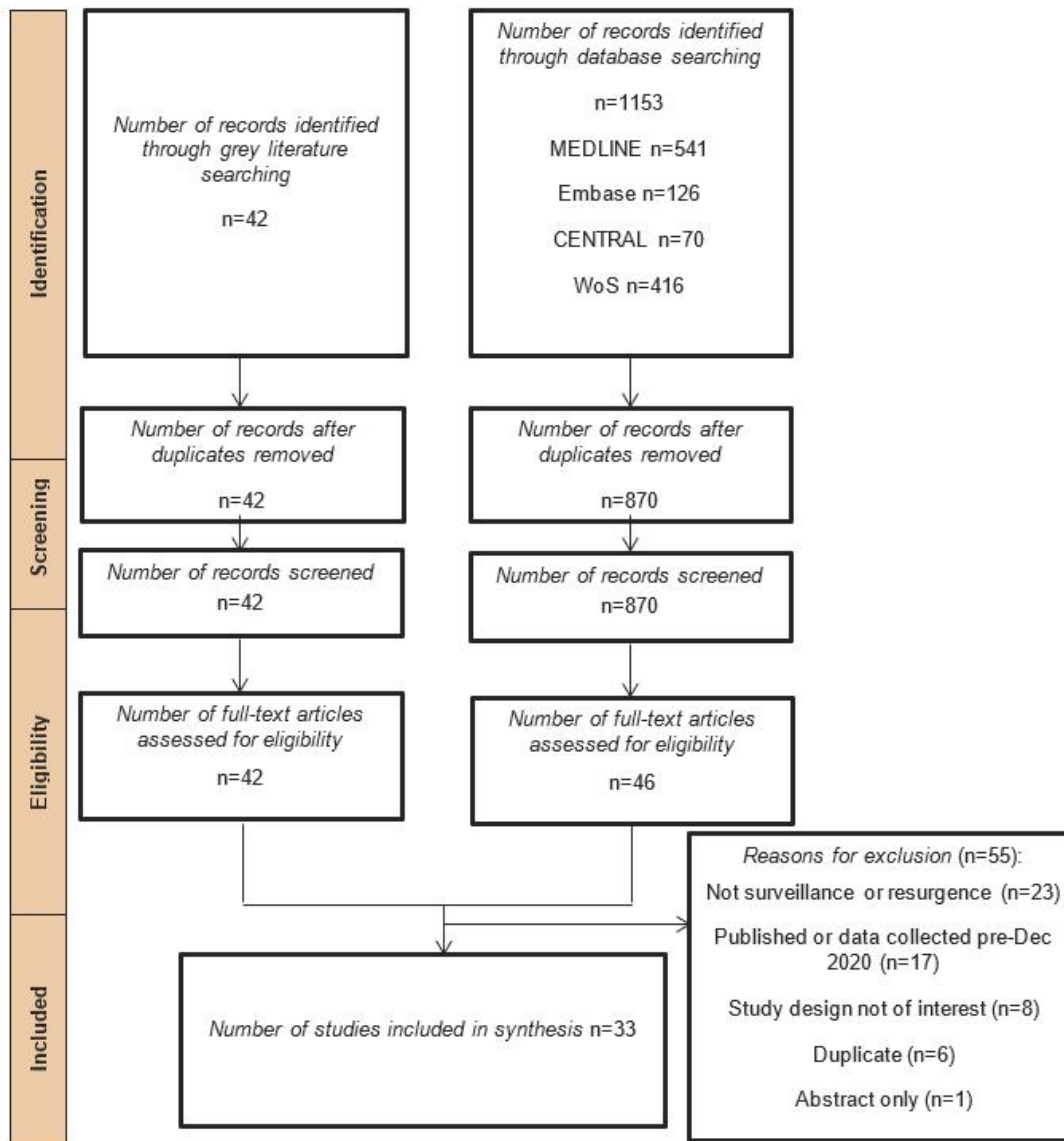 Identification
Number of records identified
through grey literature
searching
n=42
Number of records identified
through database searching
n=1153
MEDLINE n=541
Embase n=126
CENTRAL n=70
WoS n=416
Number of records after
duplicates removed
n=42
Number of records after
duplicates removed
n=870
Screening
Number of records screened
n=42
Number of records screened
n=870
Eligibility
Number of full-text articles
assessed for eligibility
n=42
Number of full-text articles
assessed for eligibility
n=46
Reasons for exclusion (n=55):
Not surveillance or resurgence (n=23)
Published or data collected pre-Dec
2020 (n=17)
Study design not of interest (n=8)
Duplicate (n=6)
Abstract only (n=1)
Included
Number of studies included in synthesis n=33